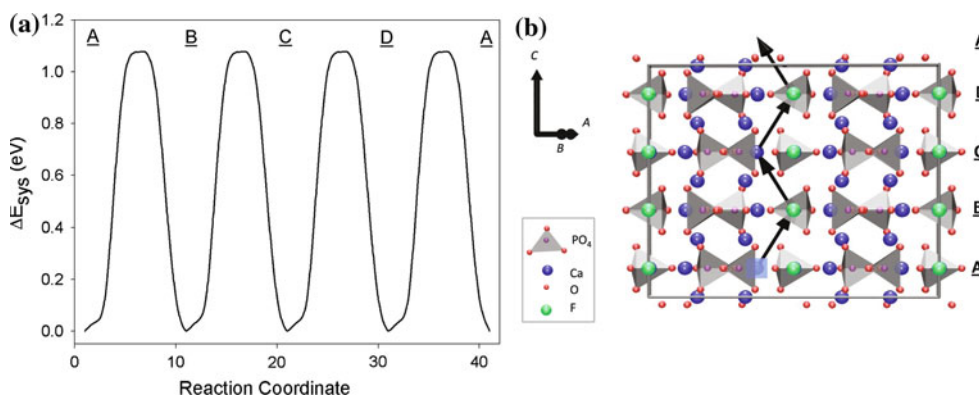 (a)
ΔE_sys (eV)
1.2
1.0
0.8
0.6
0.4
0.2
0.0
A B C D A
0 10 20 30 40
Reaction Coordinate
(b)
C
A
B
PO4
Ca
O
F
A